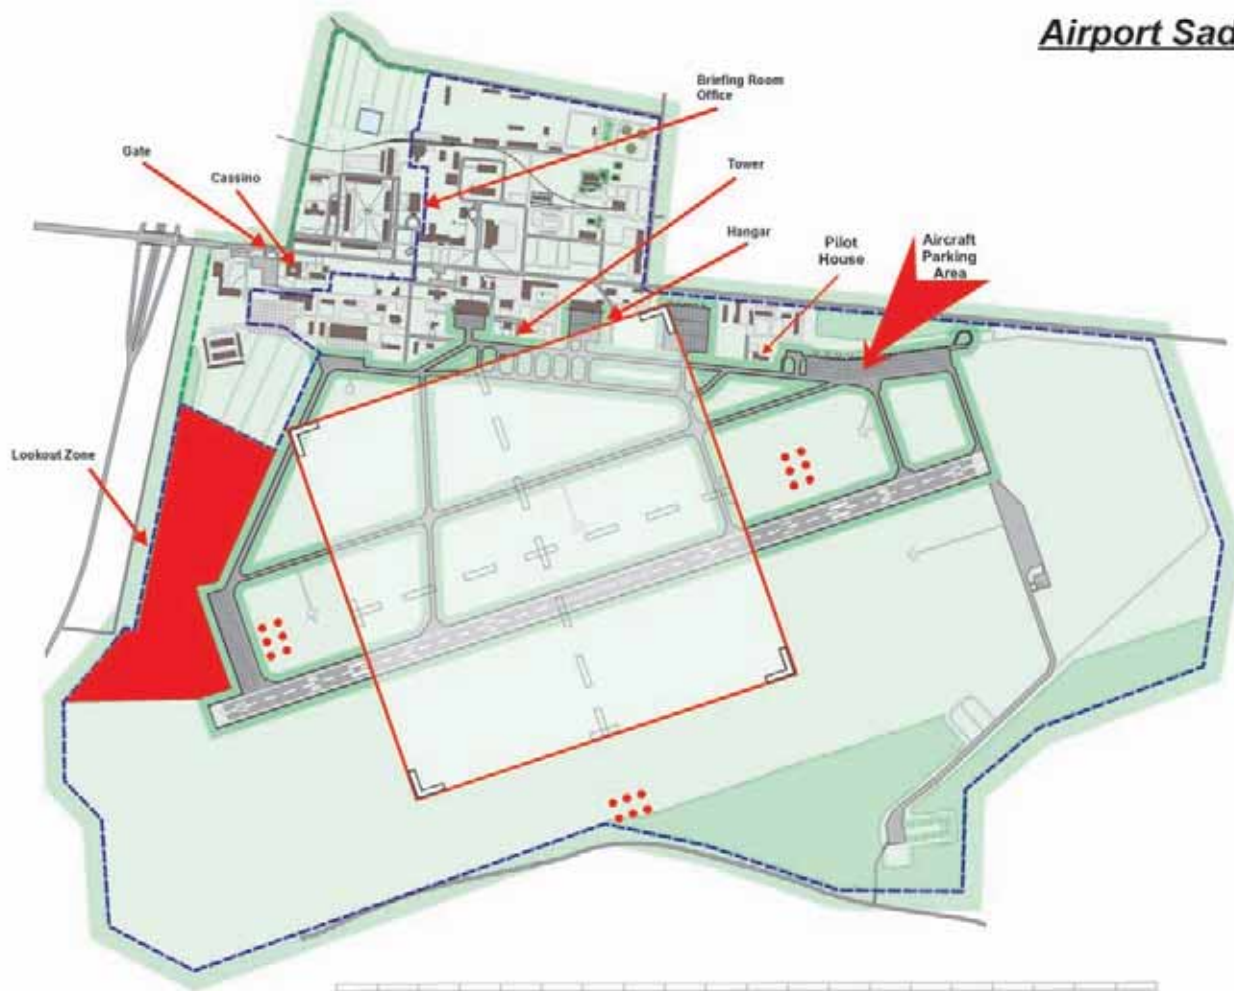 Airport Sad
Briefing Room
Office
Gate
Cassino
Tower
Hangar
Pilot
House
Aircraft
Parking
Area
Lookout Zone